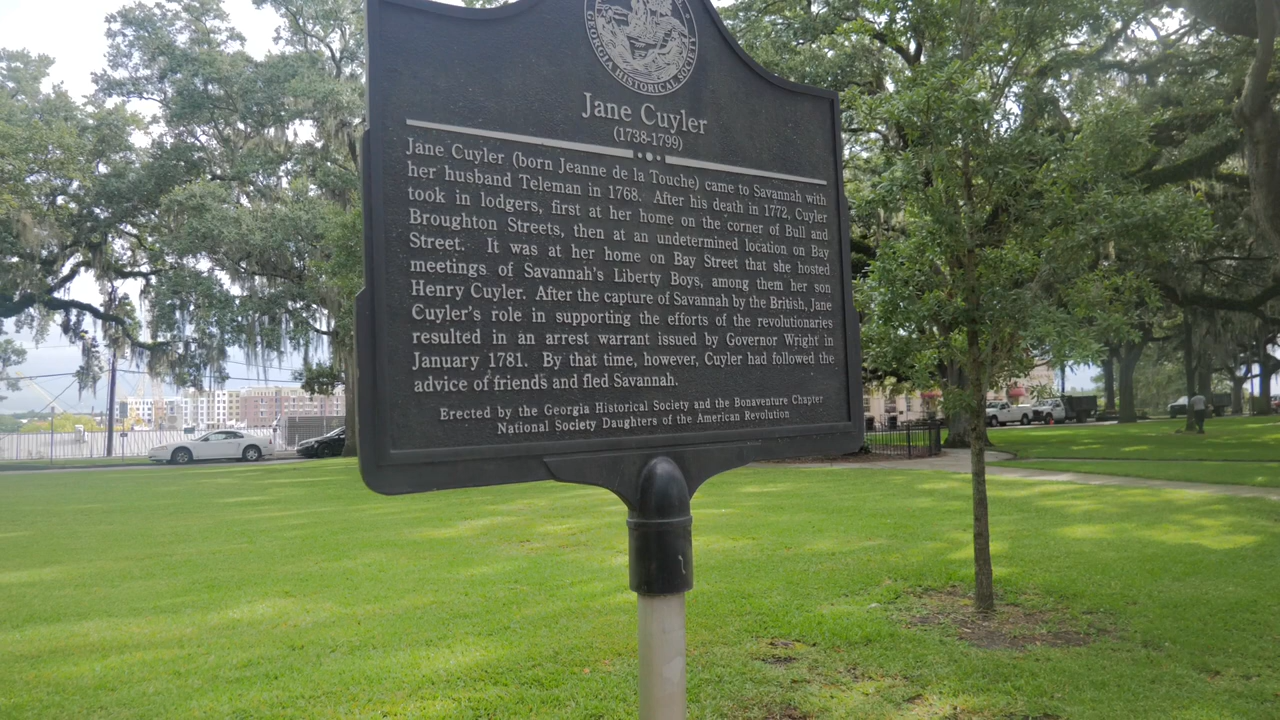 GEORGIA HISTORICAL SOCIETY
Jane Cuyler
(1738-1799)
Jane Cuyler (born Jeanne de la Touche) came to Savannah with
her husband Teleman in 1768. After his death in 1772, Cuyler
took in lodgers, first at her home on the corner of Bull and
Broughton Streets, then at an undetermined location on Bay
Street. It was at her home on Bay Street that she hosted
meetings of Savannah's Liberty Boys, among them her son
Henry Cuyler. After the capture of Savannah by the British, Jane
Cuyler's role in supporting the efforts of the revolutionaries
resulted in an arrest warrant issued by Governor Wright in
January 1781. By that time, however, Cuyler had followed the
advice of friends and fled Savannah.
Erected by the Georgia Historical Society and the Bonaventure Chapter
National Society Daughters of the American Revolution